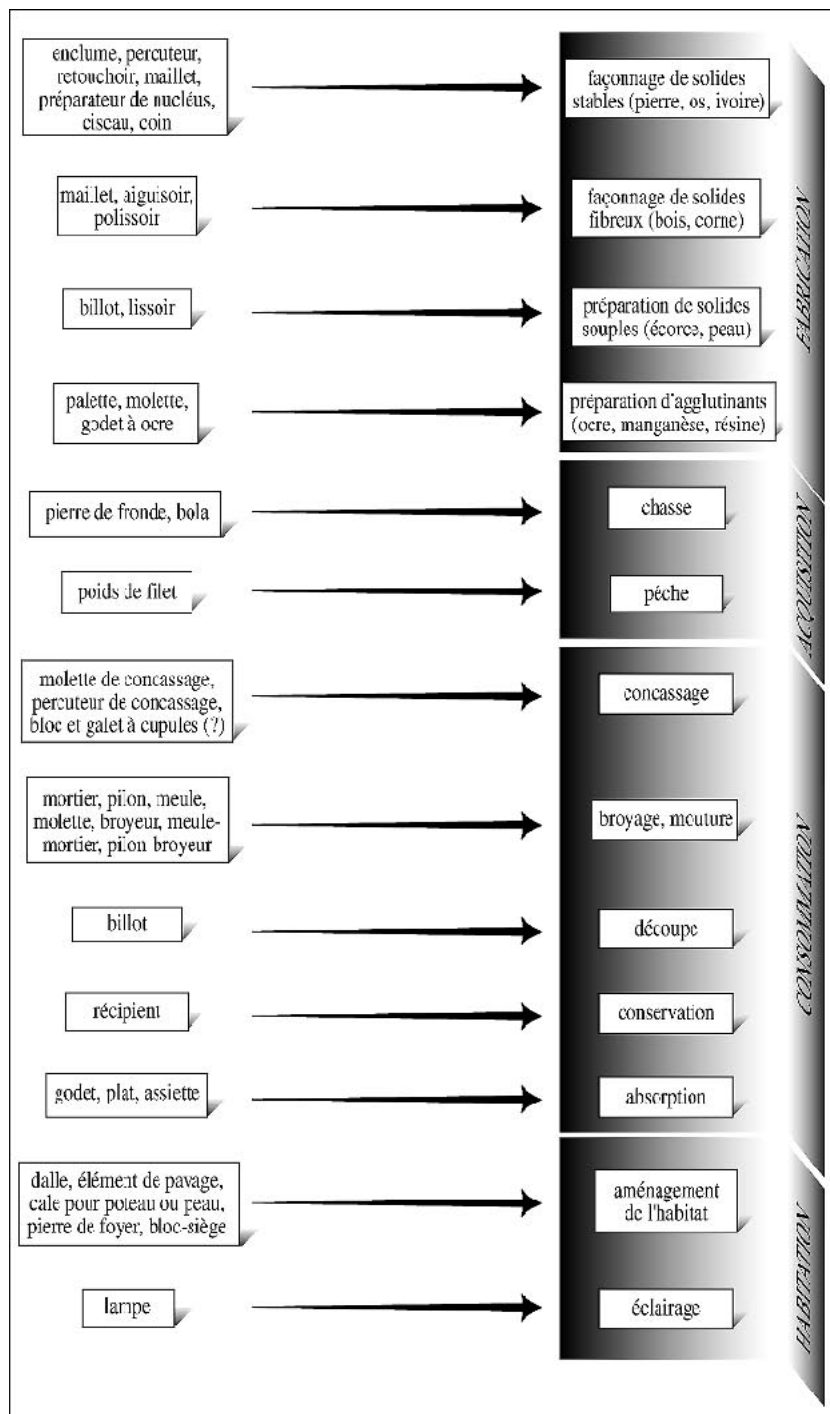 enclume, percuteur,
retouchoir, maillet,
préparateur de nucléus,
ciseau, coin
façonnage de solides
stables (pierre, os, ivoire)
maillet, aiguisoir,
polissoir
façonnage de solides
fibreux (bois, corne)
billot, lissoir
préparation de solides
souples (écorce, peau)
palette, molette,
godet à ocre
préparation d'agglutinants
(ocre, manganèse, résine)
FABRICATION
pierre de fronde, bola
chasse
poids de filet
pêche
ACQUISITION
molette de concassage,
percuteur de concassage,
bloc et galet à cupules (?)
concassage
mortier, pilon, meule,
molette, broyeur, meule-
mortier, pilon broyeur
broyage, mouture
billot
découpe
récipient
conservation
godet, plat, assiette
absorption
CONSOMMATION
dalle, élément de pavage,
cale pour poteau ou peau,
pierre de foyer, bloc-siège
aménagement
de l'habitat
lampe
éclairage
HABITATION